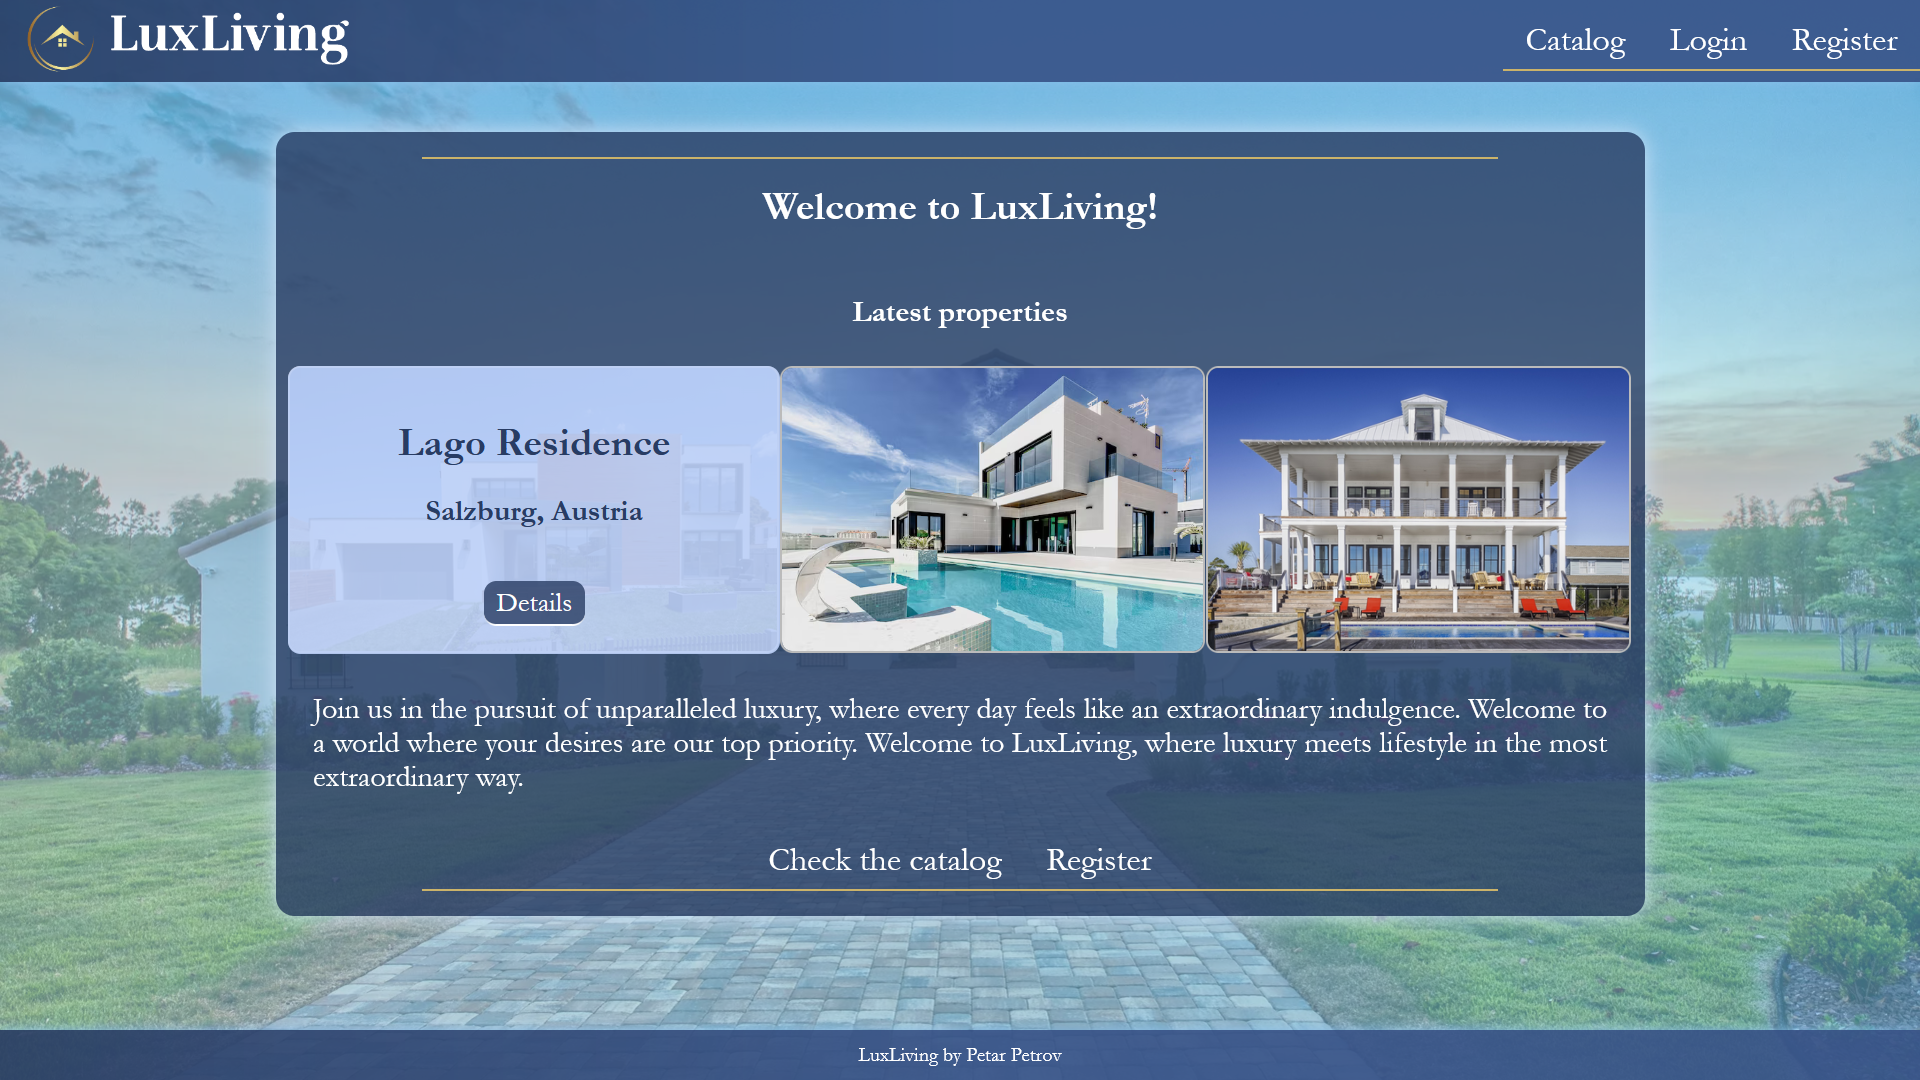 LuxLiving
Catalog Login Register
Welcome to LuxLiving!
Latest properties
Lago Residence
Salzburg, Austria
Details
Join us in the pursuit of unparalleled luxury, where every day feels like an extraordinary indulgence. Welcome to
a world where your desires are our top priority. Welcome to LuxLiving, where luxury meets lifestyle in the most
extraordinary way.
Check the catalog Register
LuxLiving by Petar Petrov